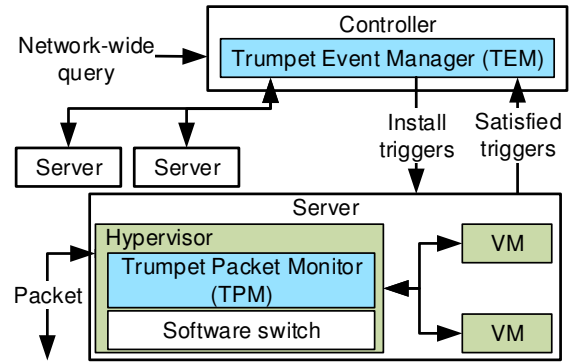 Controller
Network-wide
query
Trumpet Event Manager (TEM)
Install
triggers
Satisfied
triggers
Server
Server
Server
Hypervisor
Trumpet Packet Monitor
(TPM)
Software switch
Packet
VM
VM